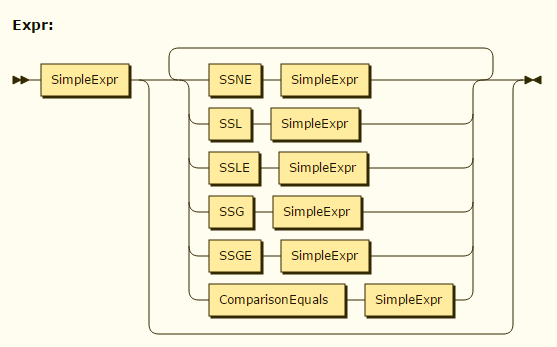 Expr:
SimpleExpr SSNE SimpleExpr
SSL SimpleExpr
SSLE SimpleExpr
SSG SimpleExpr
SSGE SimpleExpr
ComparisonEquals SimpleExpr